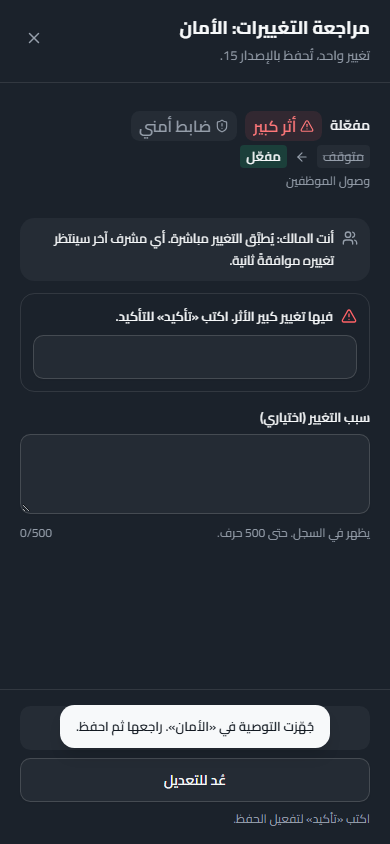 مراجعة التغييرات: الأمان
تغيير واحد، تُحفظ بالإصدار 15.
مفعّلة أثر كبير ضابط أمني
متوقف ← مفعّل
وصول الموظفين
أنت المالك: يُطبَّق التغيير مباشرة. أي مشرف آخر سينتظر
تغييره موافقةً ثانية.
فيها تغيير كبير الأثر. اكتب «تأكيد» للتأكيد.
سبب التغيير (اختياري)
يظهر في السجل. حتى 500 حرف.
0/500
جُهّزت التوصية في «الأمان». راجعها ثم احفظ.
عُد للتعديل
اكتب «تأكيد» لتفعيل الحفظ.